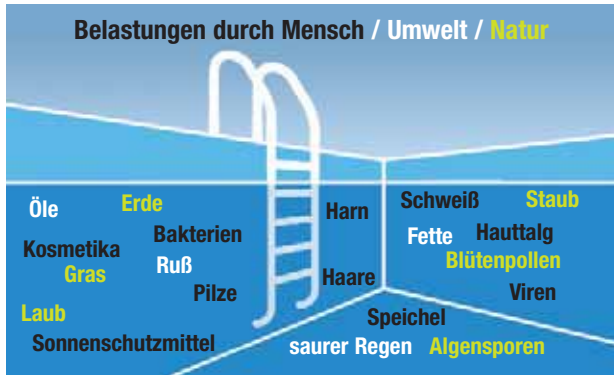 Belastungen durch Mensch / Umwelt / Natur
Öle
Erde
Harn
Schweiß
Staub
Kosmetika
Bakterien
Fette
Hauttalg
Gras
Ruß
Blütenpollen
Pilze
Haare
Viren
Laub
Speichel
Sonnenschutzmittel
saurer Regen
Algensporen